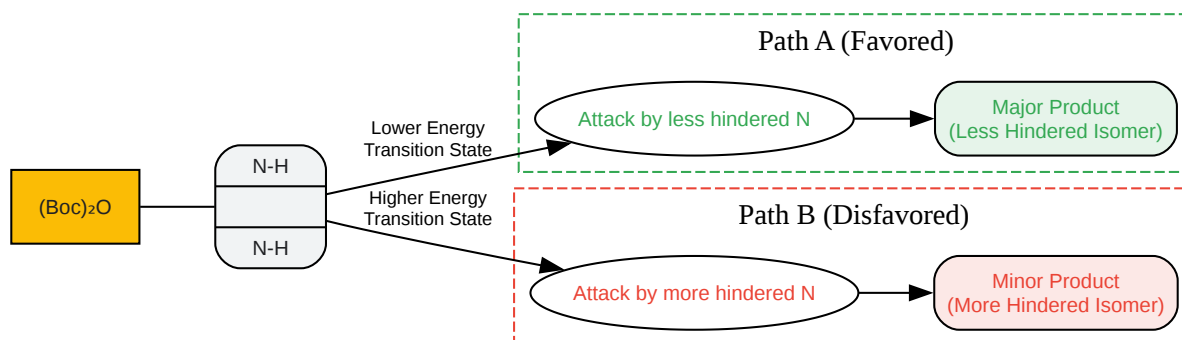 Path A (Favored)
Attack by less hindered N
Major Product
(Less Hindered Isomer)
Lower Energy
Transition State
(Boc)₂O
N-H
N-H
Higher Energy
Transition State
Path B (Disfavored)
Attack by more hindered N
Minor Product
(More Hindered Isomer)